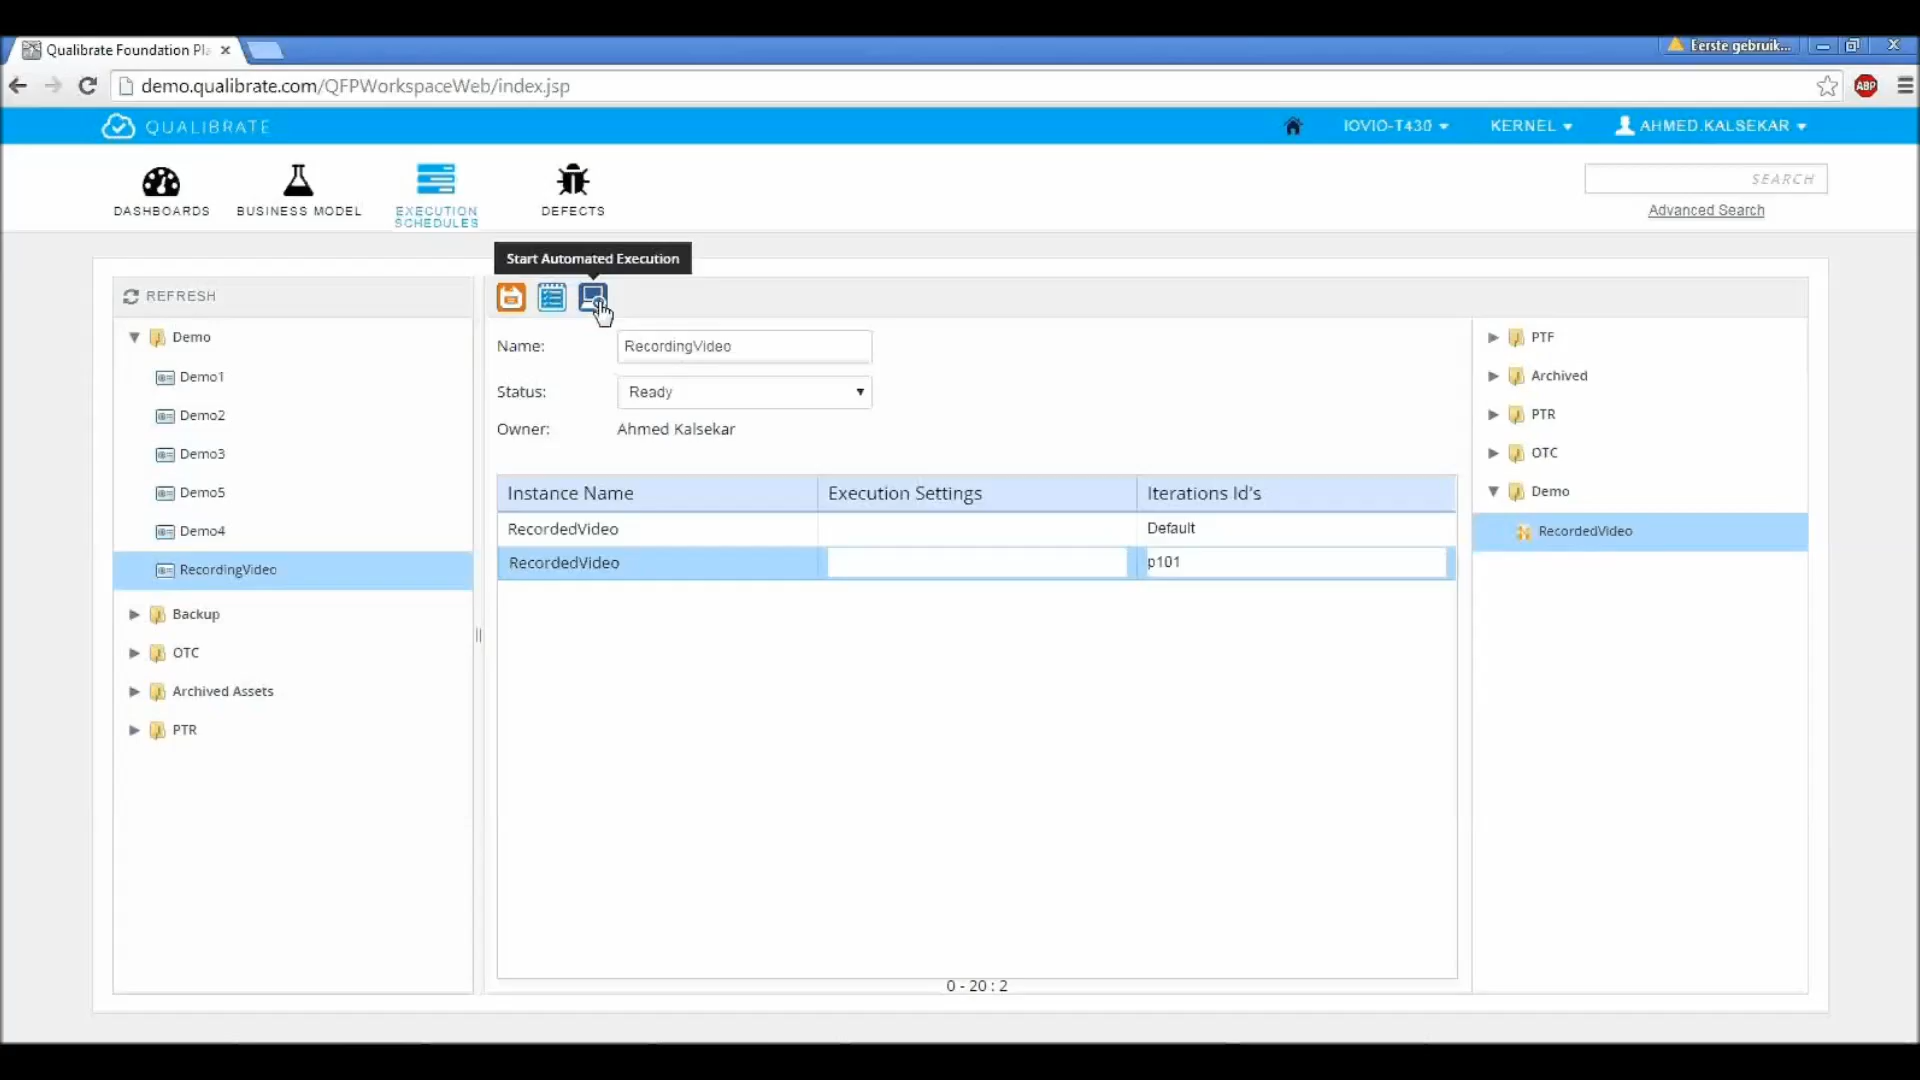 Qualibrate Foundation Pla
Eerste gebruik...
demo.qualibrate.com/QFPWorkspaceWeb/index.jsp
ABP
QUALIBRATE
IOVIO-T430
KERNEL
AHMED.KALSEKAR
DASHBOARDS
BUSINESS MODEL
EXECUTION
SCHEDULES
DEFECTS
SEARCH
Advanced Search
Start Automated Execution
REFRESH
Demo
Demo1
Demo2
Demo3
Demo5
Demo4
RecordingVideo
Backup
OTC
Archived Assets
PTR
Name: RecordingVideo
Status: Ready
Owner: Ahmed Kalsekar
Instance Name Execution Settings Iterations Id's
RecordedVideo Default
RecordedVideo p101
0 - 20 : 2
PTF
Archived
PTR
OTC
Demo
RecordedVideo